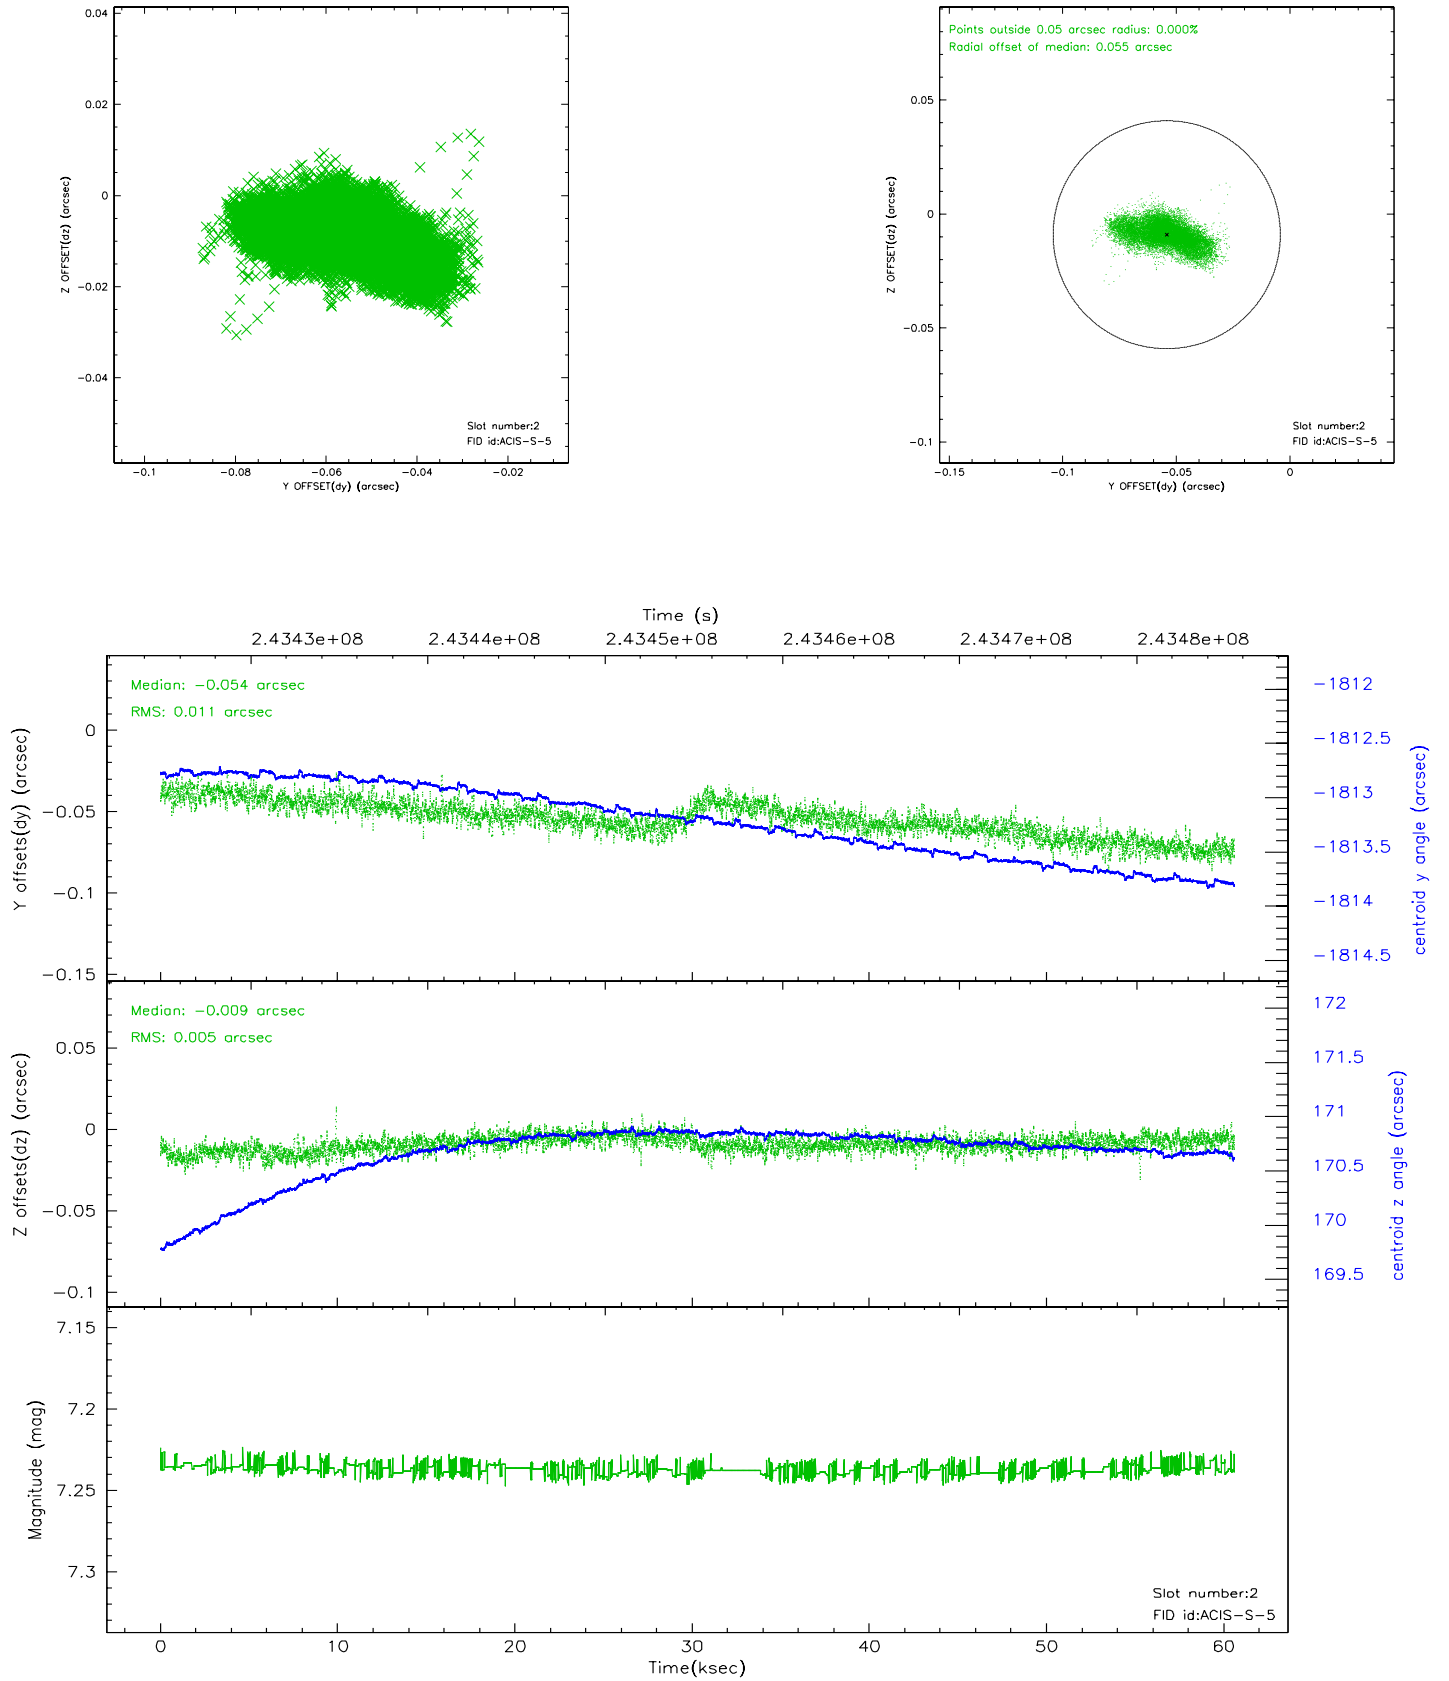 0.04
0.02
0
−0.02
−0.04
Z OFFSET(dz) (arcsec)
Slot number:2
FID id:ACIS−S−5
−0.1
−0.08
−0.06
−0.04
−0.02
Y OFFSET(dy) (arcsec)
Points outside 0.05 arcsec radius: 0.000%
Radial offset of median: 0.055 arcsec
0.05
0
−0.05
−0.1
Z OFFSET(dz) (arcsec)
Slot number:2
FID id:ACIS−S−5
−0.15
−0.1
−0.05
0
Y OFFSET(dy) (arcsec)
Time (s)
2.4343e+08
2.4344e+08
2.4345e+08
2.4346e+08
2.4347e+08
2.4348e+08
Median: −0.054 arcsec
RMS: 0.011 arcsec
0
−0.05
−0.1
−0.15
Y offsets(dy) (arcsec)
−1812
−1812.5
−1813
−1813.5
−1814
−1814.5
centroid y angle (arcsec)
Median: −0.009 arcsec
RMS: 0.005 arcsec
0.05
0
−0.05
−0.1
Z offsets(dz) (arcsec)
172
171.5
171
170.5
170
169.5
centroid z angle (arcsec)
7.15
7.2
7.25
7.3
Magnitude (mag)
Slot number:2
FID id:ACIS−S−5
0
10
20
30
40
50
60
Time(ksec)